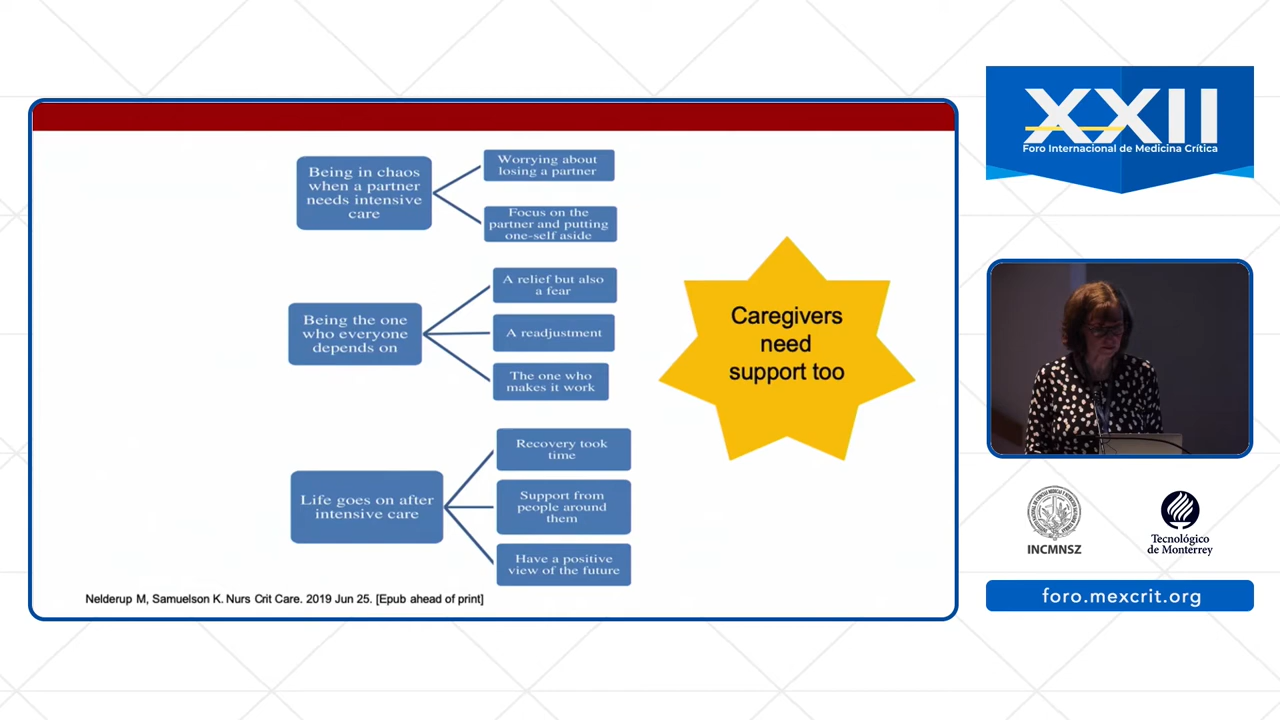 Being in chaos
when a partner
needs intensive
care
Worrying about
losing a partner
Focus on the
partner and putting
one-self aside
Being the one
who everyone
depends on
A relief but also
a fear
A readjustment
The one who
makes it work
Life goes on after
intensive care
Recovery took
time
Support from
people around
them
Have a positive
view of the future
Caregivers
need
support too
Nelderup M, Samuelson K. Nurs Crit Care. 2019 Jun 25. [Epub ahead of print]
XXII
Foro Internacional de Medicina Crítica
INCMNSZ
Tecnológico
de Monterrey
foro.mexcrit.org